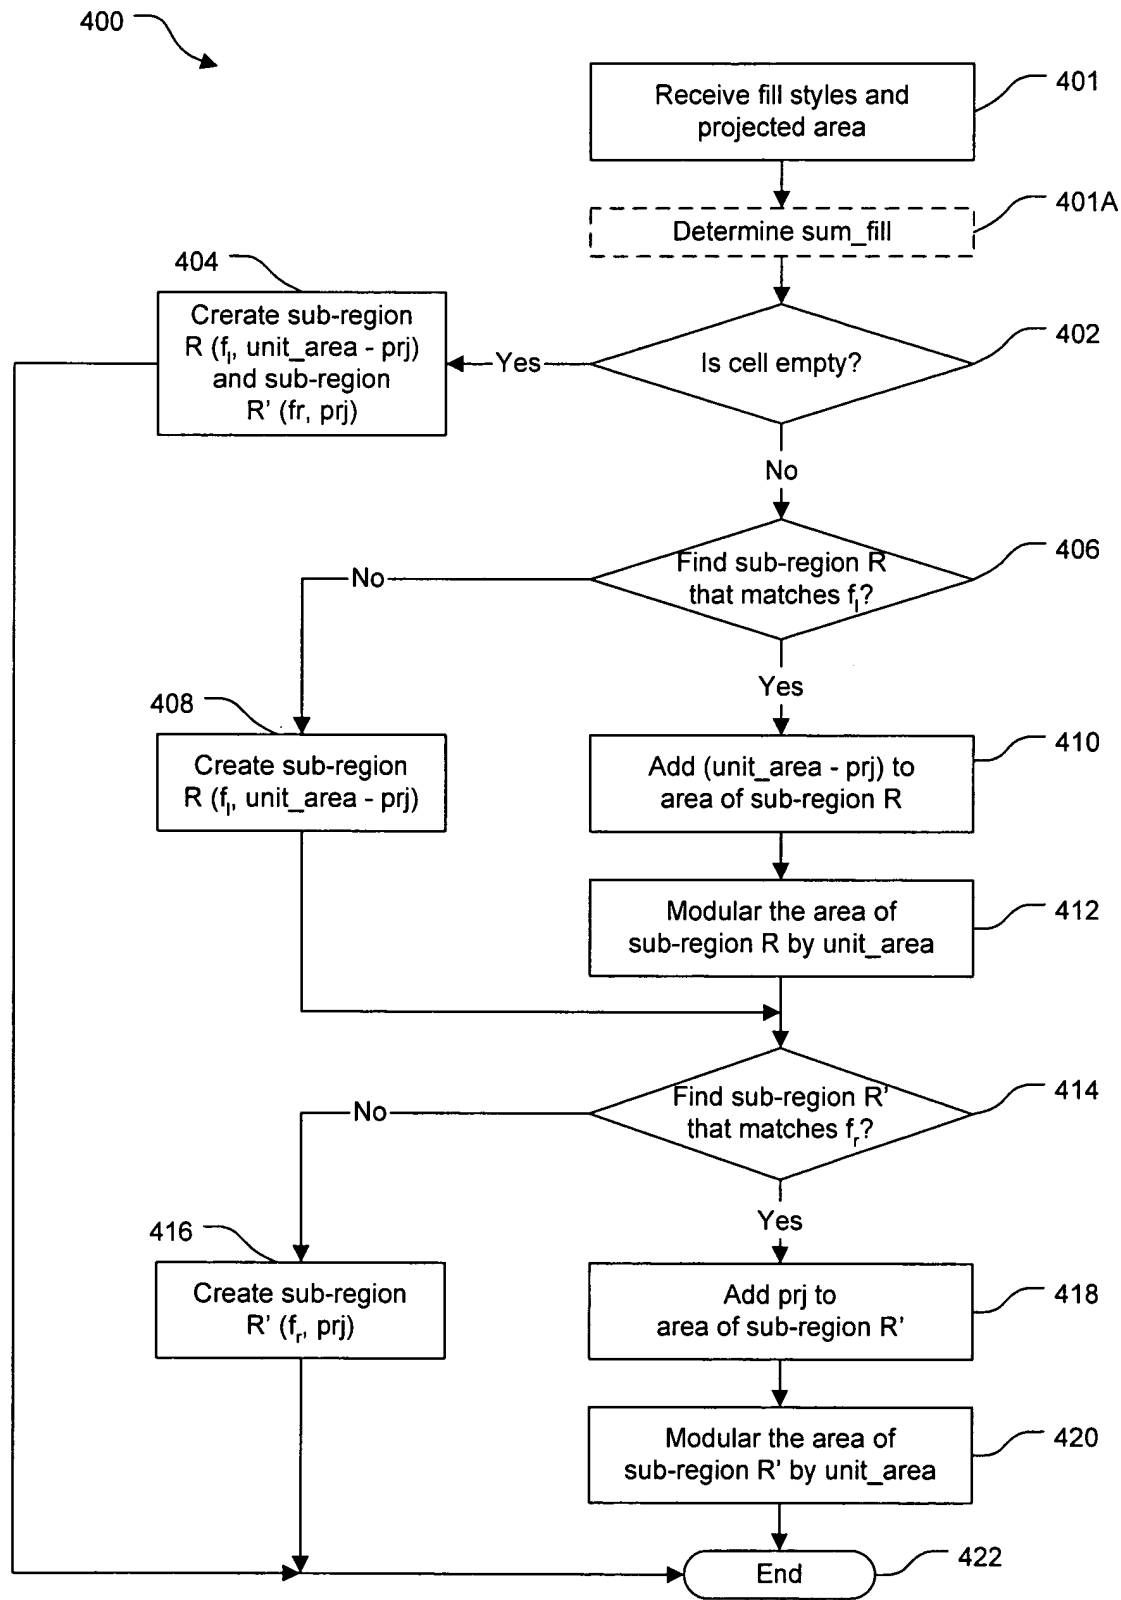 400
Receive fill styles and
projected area
401
Determine sum_fill
401A
404
Crerate sub-region
R (fl, unit_area - prj)
and sub-region
R' (fr, prj)
Yes
Is cell empty?
402
No
Find sub-region R
that matches fl?
406
No
Yes
408
Create sub-region
R (fl, unit_area - prj)
Add (unit_area - prj) to
area of sub-region R
410
Modular the area of
sub-region R by unit_area
412
Find sub-region R'
that matches fr?
414
No
Yes
416
Create sub-region
R' (fr, prj)
Add prj to
area of sub-region R'
418
Modular the area of
sub-region R' by unit_area
420
End
422